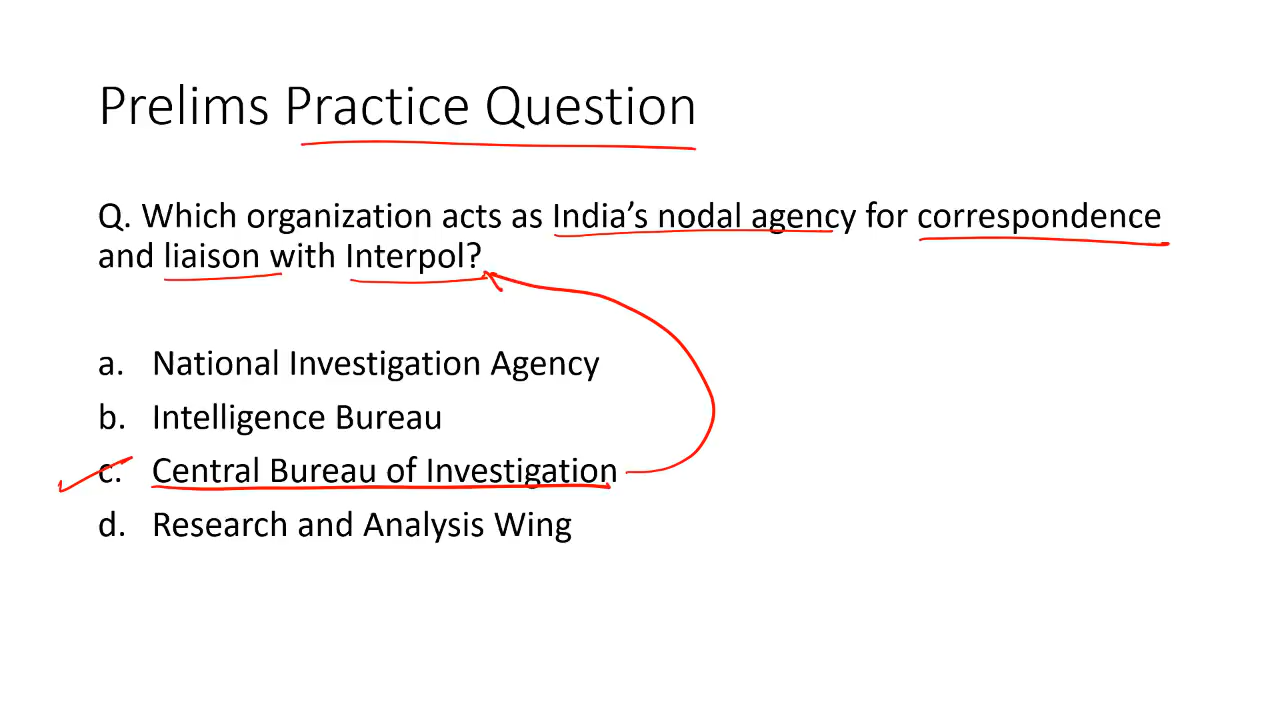 Prelims Practice Question
Q. Which organization acts as India’s nodal agency for correspondence
and liaison with Interpol?
a. National Investigation Agency
b. Intelligence Bureau
c. Central Bureau of Investigation
d. Research and Analysis Wing